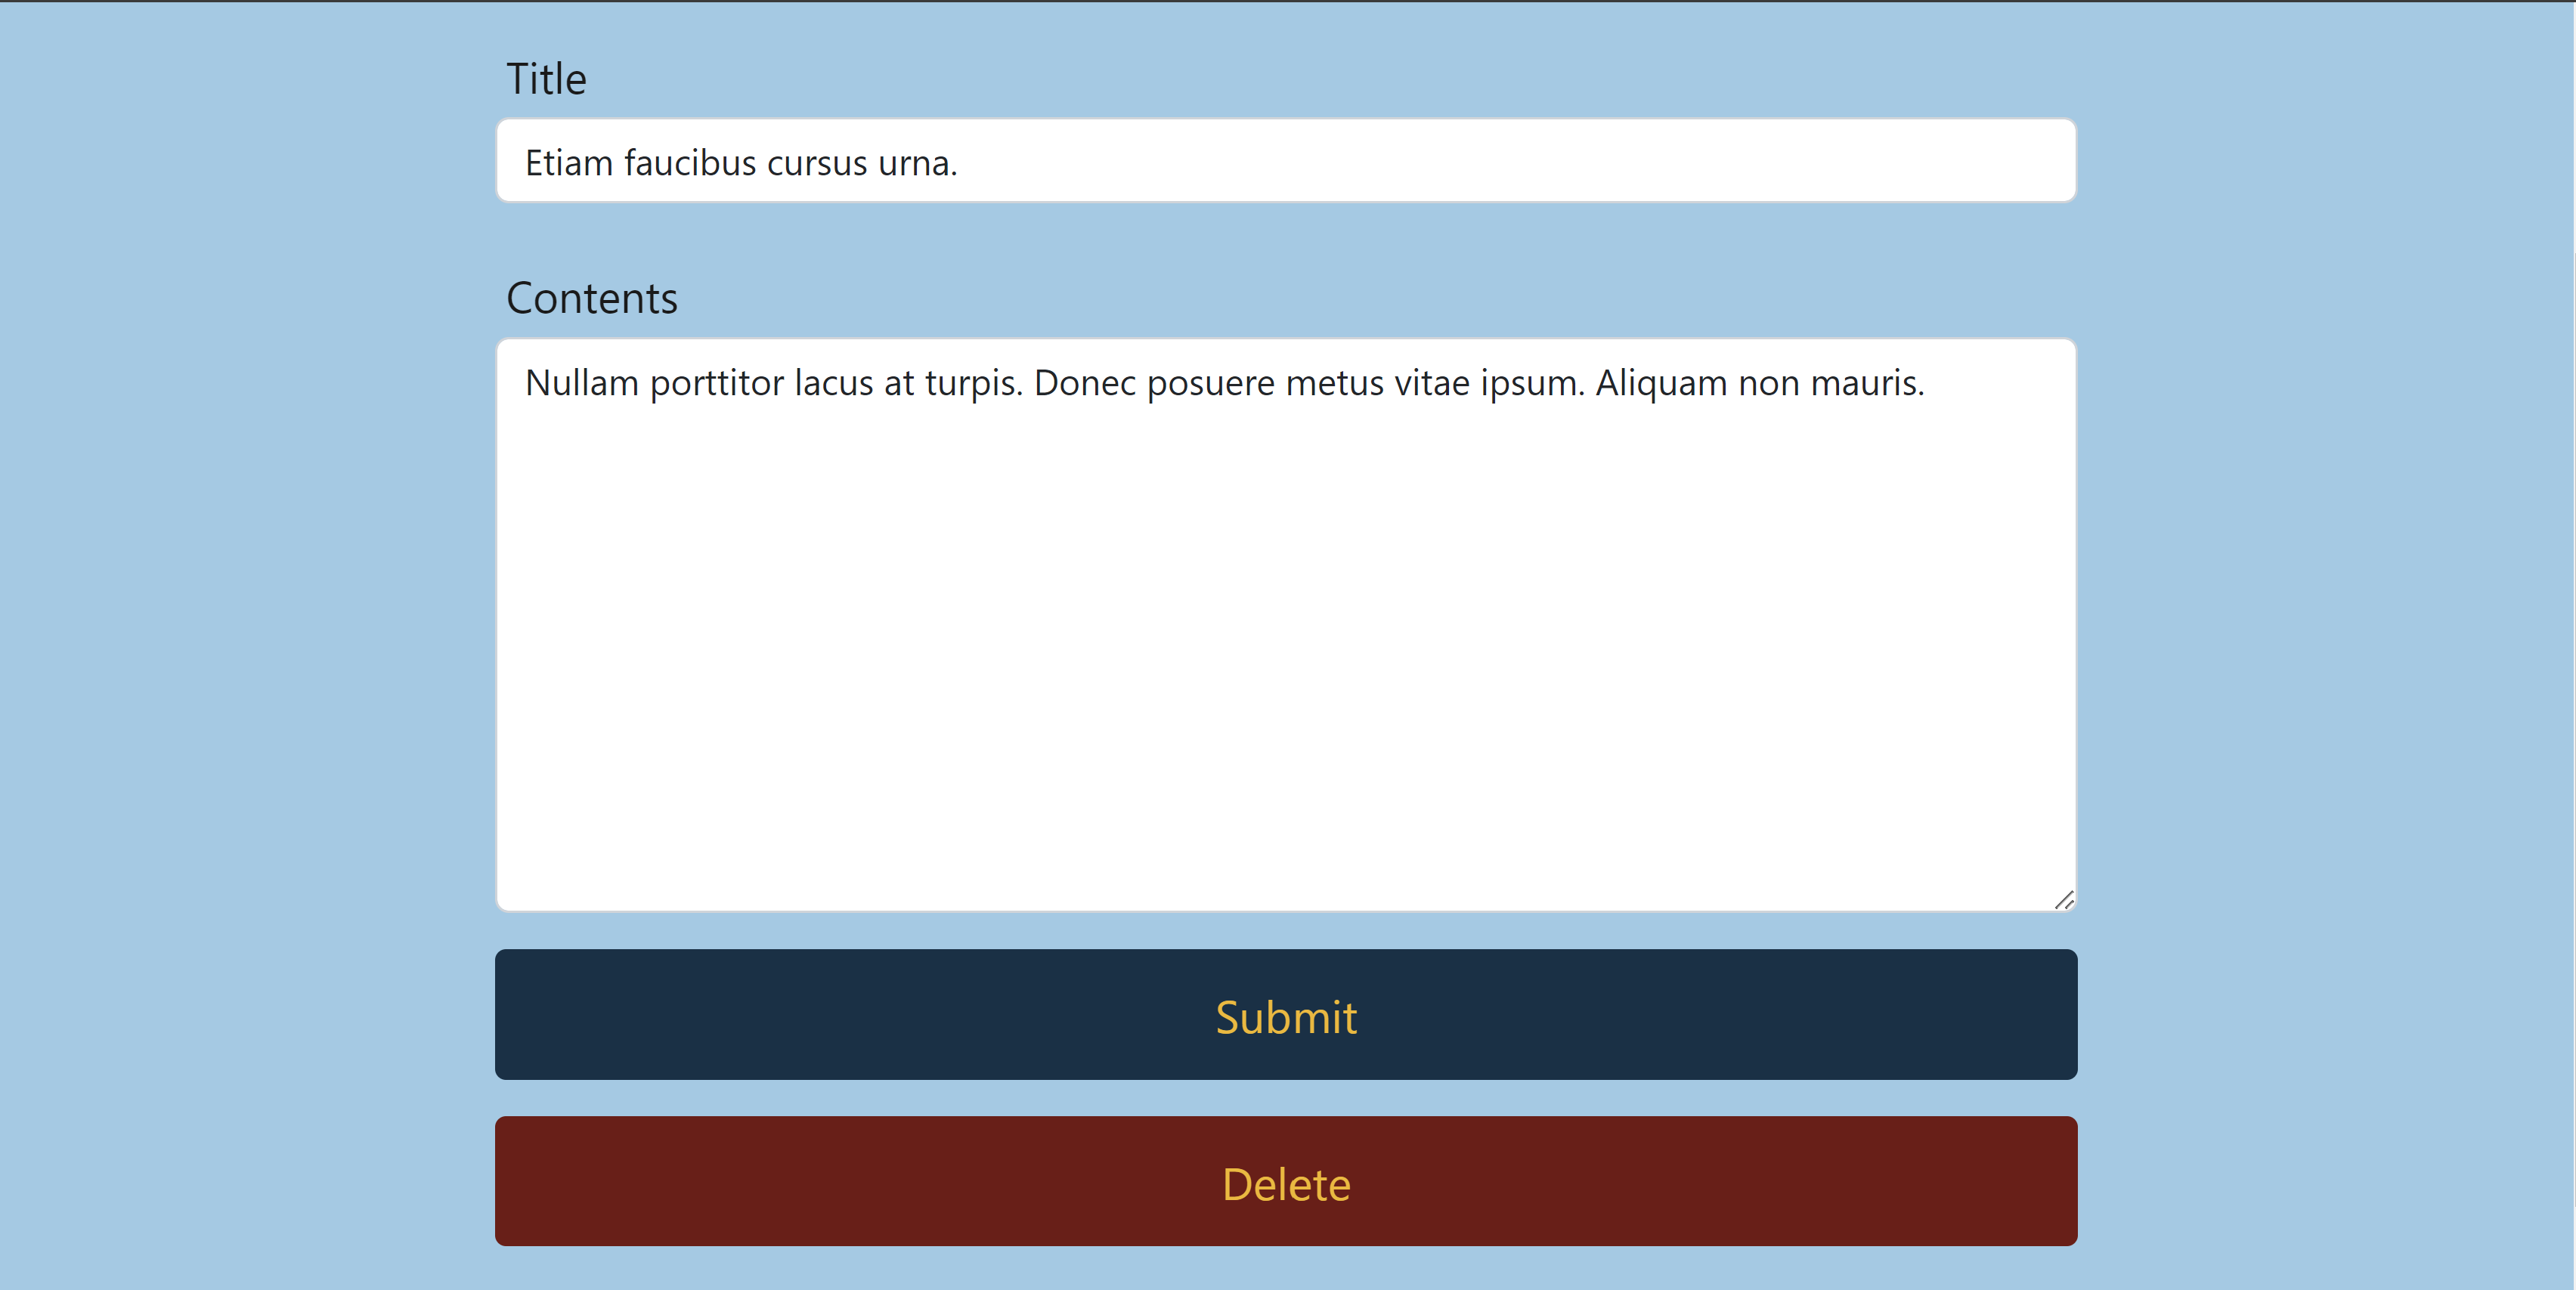 Title
Etiam faucibus cursus urna.
Contents
Nullam porttitor lacus at turpis. Donec posuere metus vitae ipsum. Aliquam non mauris.
Submit
Delete